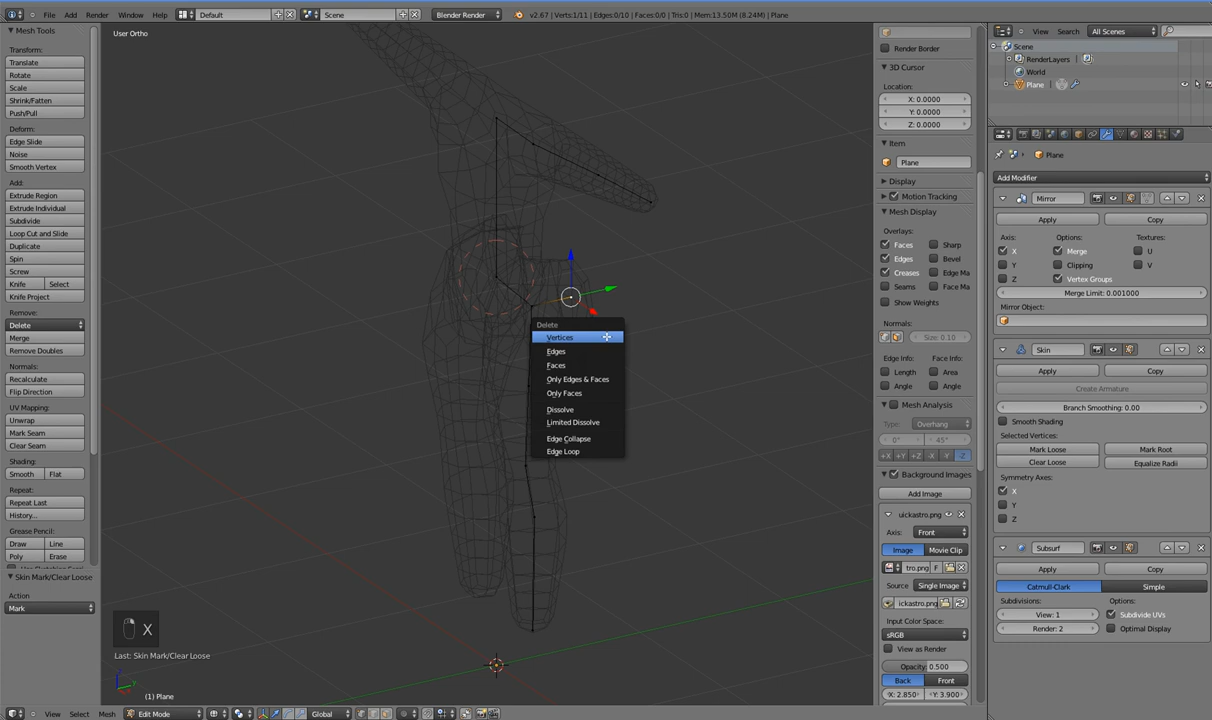 File Add Render Window Help
Default
Scene
Blender Render
v2.67 | Verts:1/11 | Edges:0/10 | Faces:0/0 | Tris:0 | Mem:13.50M (8.24M) | Plane
View Search All Scenes
Mesh Tools
Transform:
Translate
Rotate
Scale
Shrink/Fatten
Push/Pull
Deform:
Edge Slide
Noise
Smooth Vertex
Add:
Extrude Region
Extrude Individual
Subdivide
Loop Cut and Slide
Duplicate
Spin
Screw
Knife Select
Knife Project
Remove:
Delete
Merge
Remove Doubles
Normals:
Recalculate
Flip Direction
UV Mapping:
Unwrap
Mark Seam
Clear Seam
Shading:
Smooth Flat
Repeat:
Repeat Last
History...
Grease Pencil:
Draw Line
Poly Erase
Skin Mark/Clear Loose
Action
Mark
User Ortho
Delete
Vertices
Edges
Faces
Only Edges & Faces
Only Faces
Dissolve
Limited Dissolve
Edge Collapse
Edge Loop
X
Last: Skin Mark/Clear Loose
(1) Plane
View Select Mesh Edit Mode Global
Render Border
3D Cursor
Location:
X: 0.0000
Y: 0.0000
Z: 0.0000
Item
Plane
Display
Motion Tracking
Mesh Display
Overlays:
Faces Sharp
Edges Bevel
Creases Edge Ma
Seams Face Ma
Show Weights
Normals:
Size: 0.10
Edge Info: Face Info:
Length Area
Angle Angle
Mesh Analysis
Type: Overhang
0° 45°
+X +Y +Z -X -Y -Z
Background Images
Add Image
uickastro.png
Axis: Front
Image Movie Clip
tro.png F
Source Single Image
ickastro.png
Input Color Space:
sRGB
View as Render
Opacity: 0.500
Back Front
X: 2.850 Y: 3.900
Scene
RenderLayers
World
Plane
Plane
Add Modifier
Mirror
Apply Copy
Axis: Options: Textures:
X Merge U
Y Clipping V
Z Vertex Groups
Merge Limit: 0.001000
Mirror Object:
Skin
Apply Copy
Create Armature
Branch Smoothing: 0.00
Smooth Shading
Selected Vertices:
Mark Loose Mark Root
Clear Loose Equalize Radii
Symmetry Axes:
X
Y
Z
Subsurf
Apply Copy
Catmull-Clark Simple
Subdivisions: Options:
View: 1 Subdivide UVs
Render: 2 Optimal Display